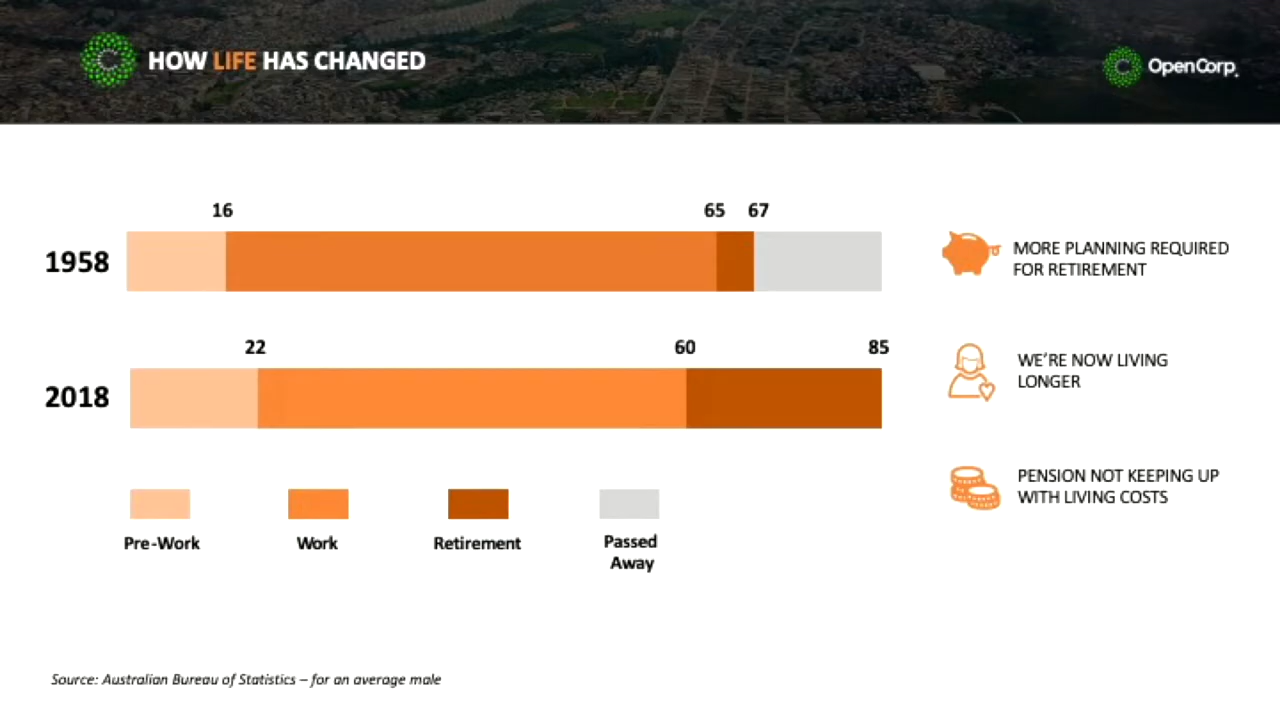 HOW LIFE HAS CHANGED
OpenCorp.
16 65 67
1958
MORE PLANNING REQUIRED
FOR RETIREMENT
22 60 85
2018
WE'RE NOW LIVING
LONGER
PENSION NOT KEEPING UP
WITH LIVING COSTS
Pre-Work Work Retirement Passed
Away
Source: Australian Bureau of Statistics – for an average male